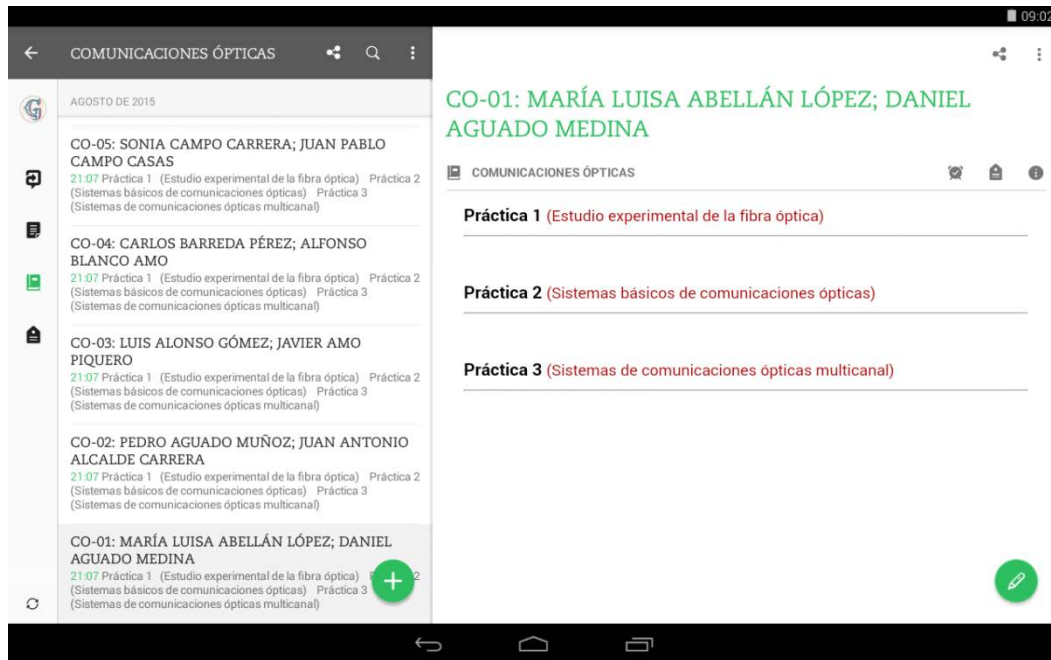 09:02
COMUNICACIONES ÓPTICAS
AGOSTO DE 2015
CO-05: SONIA CAMPO CARRERA; JUAN PABLO
CAMPO CASAS
21:07 Práctica 1 (Estudio experimental de la fibra óptica) Práctica 2
(Sistemas básicos de comunicaciones ópticas) Práctica 3
(Sistemas de comunicaciones ópticas multicanal)
CO-04: CARLOS BARREDA PÉREZ; ALFONSO
BLANCO AMO
21:07 Práctica 1 (Estudio experimental de la fibra óptica) Práctica 2
(Sistemas básicos de comunicaciones ópticas) Práctica 3
(Sistemas de comunicaciones ópticas multicanal)
CO-03: LUIS ALONSO GÓMEZ; JAVIER AMO
PIQUERO
21:07 Práctica 1 (Estudio experimental de la fibra óptica) Práctica 2
(Sistemas básicos de comunicaciones ópticas) Práctica 3
(Sistemas de comunicaciones ópticas multicanal)
CO-02: PEDRO AGUADO MUÑOZ; JUAN ANTONIO
ALCALDE CARRERA
21:07 Práctica 1 (Estudio experimental de la fibra óptica) Práctica 2
(Sistemas básicos de comunicaciones ópticas) Práctica 3
(Sistemas de comunicaciones ópticas multicanal)
CO-01: MARÍA LUISA ABELLÁN LÓPEZ; DANIEL
AGUADO MEDINA
21:07 Práctica 1 (Estudio experimental de la fibra óptica) 2
(Sistemas básicos de comunicaciones ópticas) Práctica 3
(Sistemas de comunicaciones ópticas multicanal)
CO-01: MARÍA LUISA ABELLÁN LÓPEZ; DANIEL
AGUADO MEDINA
COMUNICACIONES ÓPTICAS
Práctica 1 (Estudio experimental de la fibra óptica)
Práctica 2 (Sistemas básicos de comunicaciones ópticas)
Práctica 3 (Sistemas de comunicaciones ópticas multicanal)